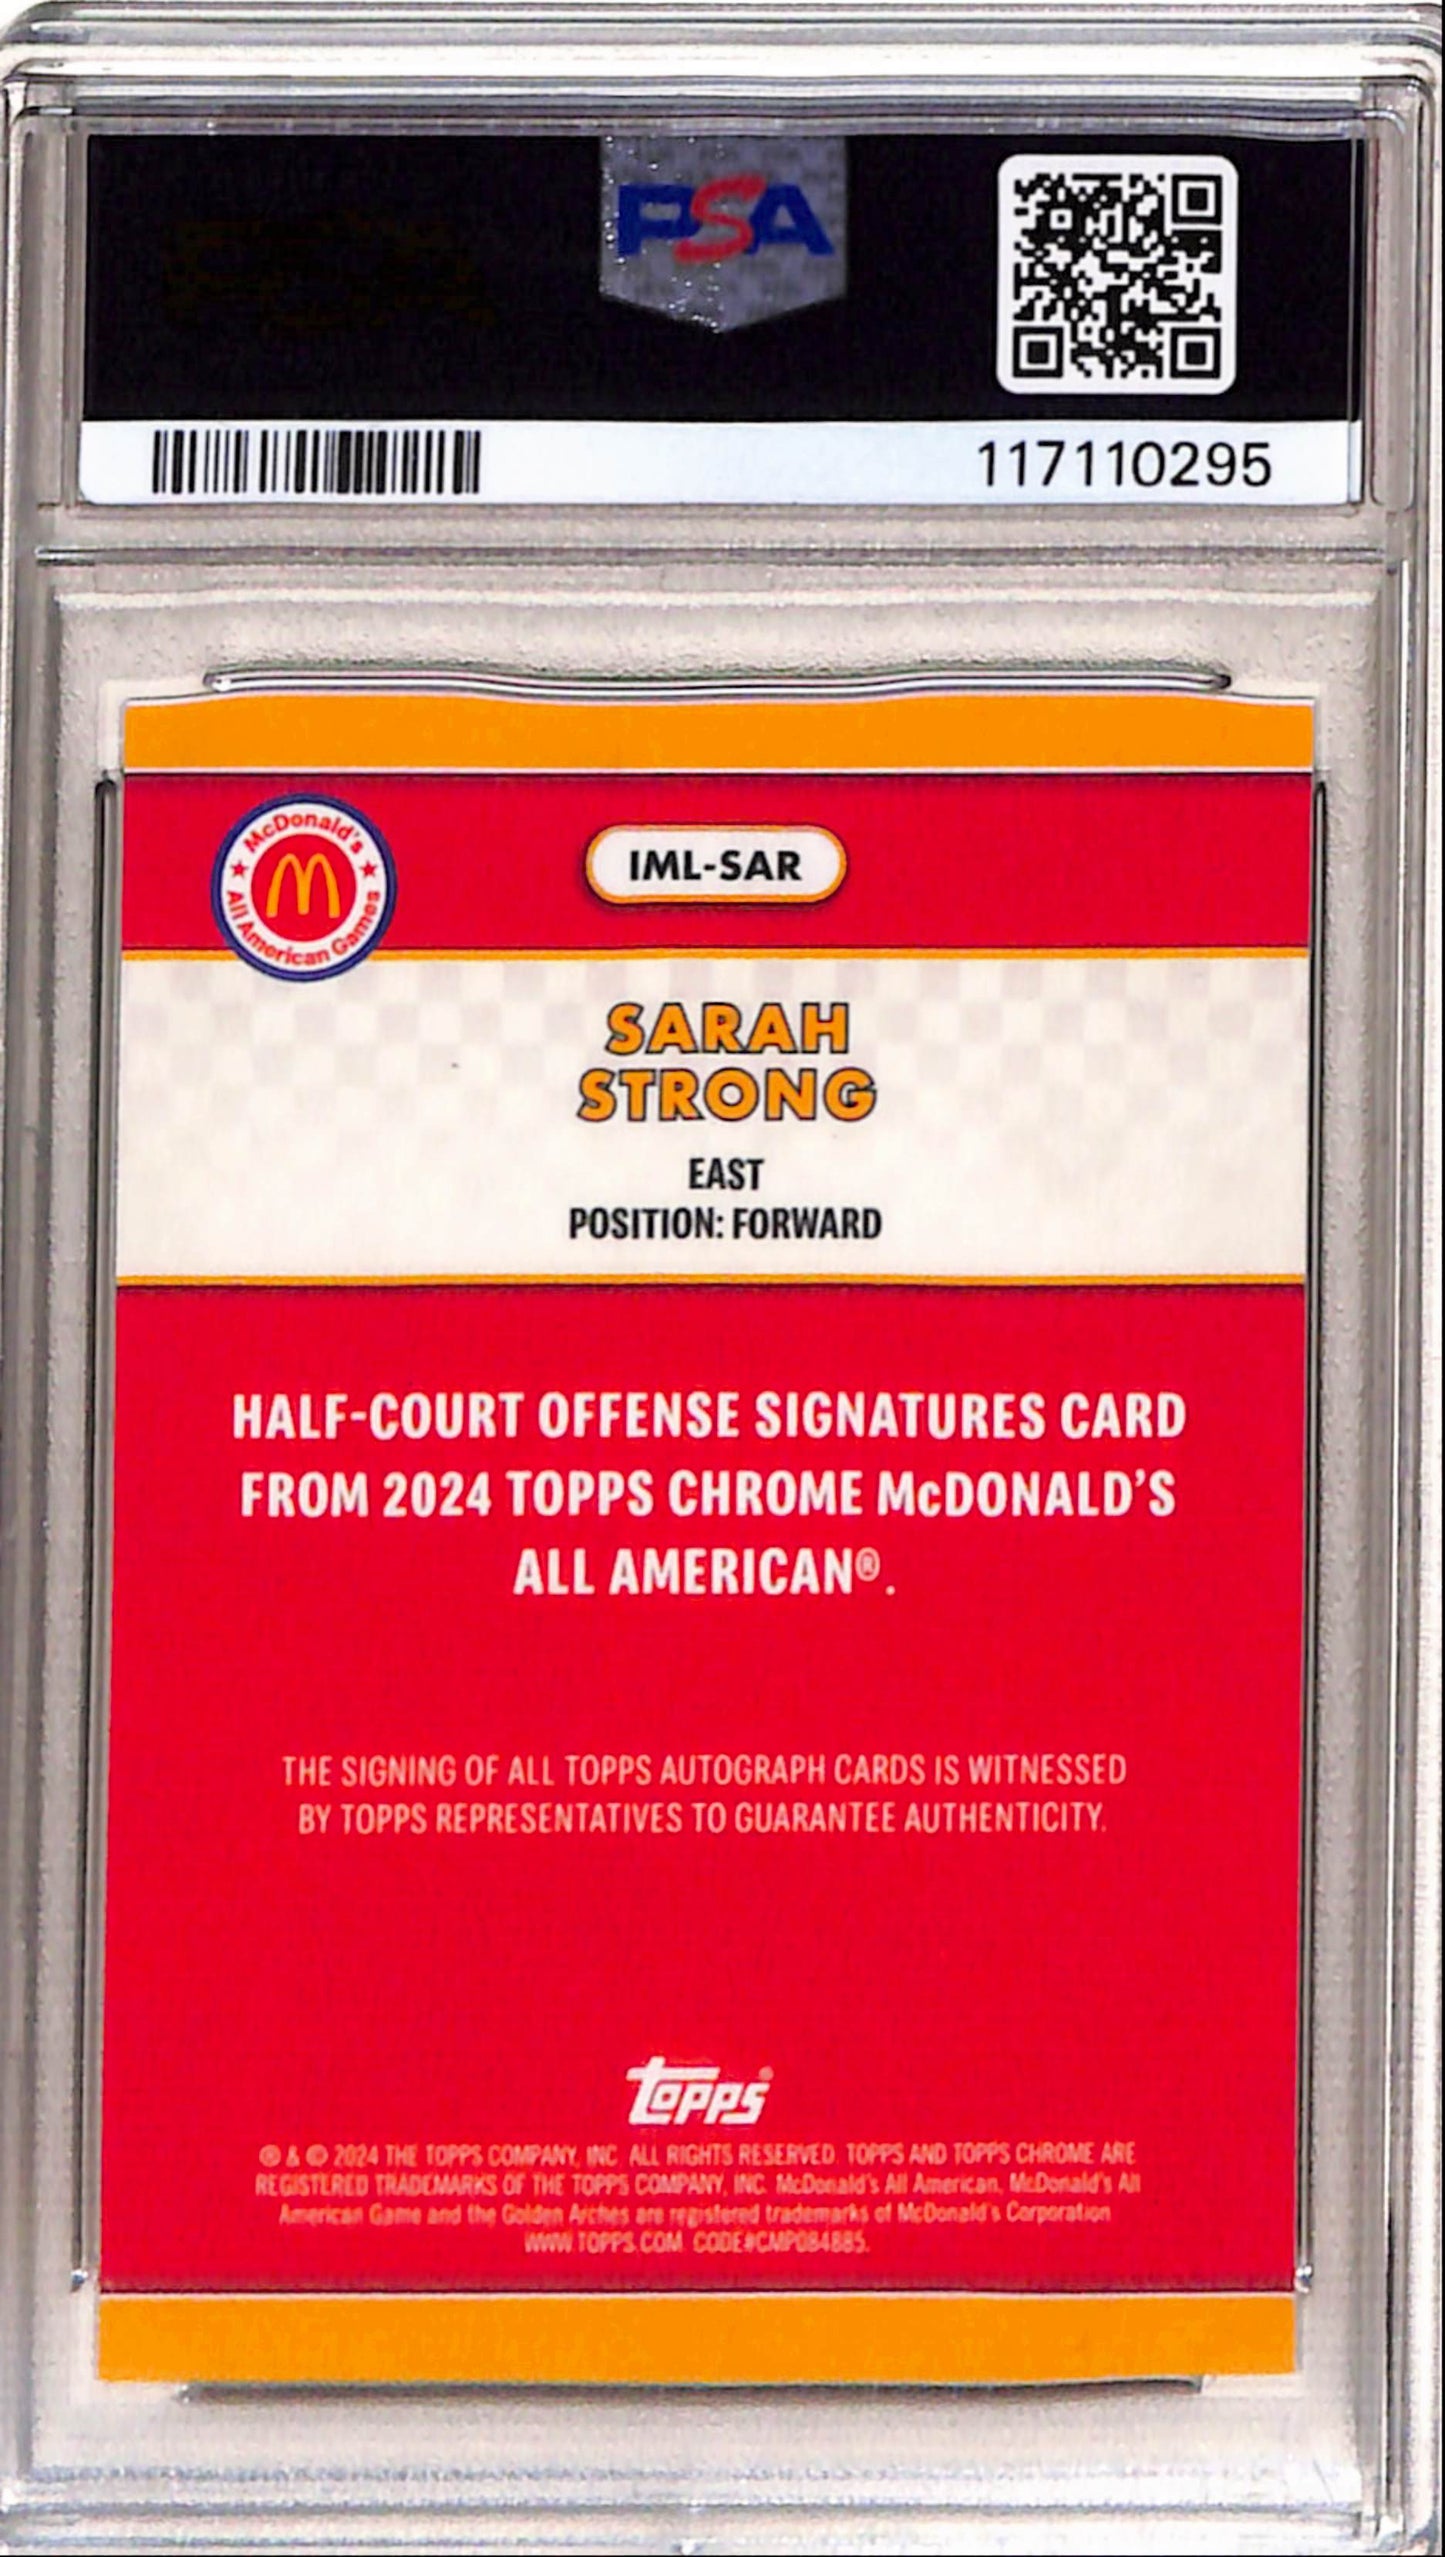 PSA
117110295
McDonald's
All American Games
IML-SAR
SARAH
STRONG
EAST
POSITION: FORWARD
HALF-COURT OFFENSE SIGNATURES CARD
FROM 2024 TOPPS CHROME McDONALD'S
ALL AMERICAN®.
THE SIGNING OF ALL TOPPS AUTOGRAPH CARDS IS WITNESSED
BY TOPPS REPRESENTATIVES TO GUARANTEE AUTHENTICITY.
topps®
® & © 2024 THE TOPPS COMPANY, INC. ALL RIGHTS RESERVED. TOPPS AND TOPPS CHROME ARE
REGISTERED TRADEMARKS OF THE TOPPS COMPANY, INC. McDonald's All American, McDonald's All
American Game and the Golden Arches are registered trademarks of McDonald's Corporation
WWW.TOPPS.COM CODE#CMP084885.